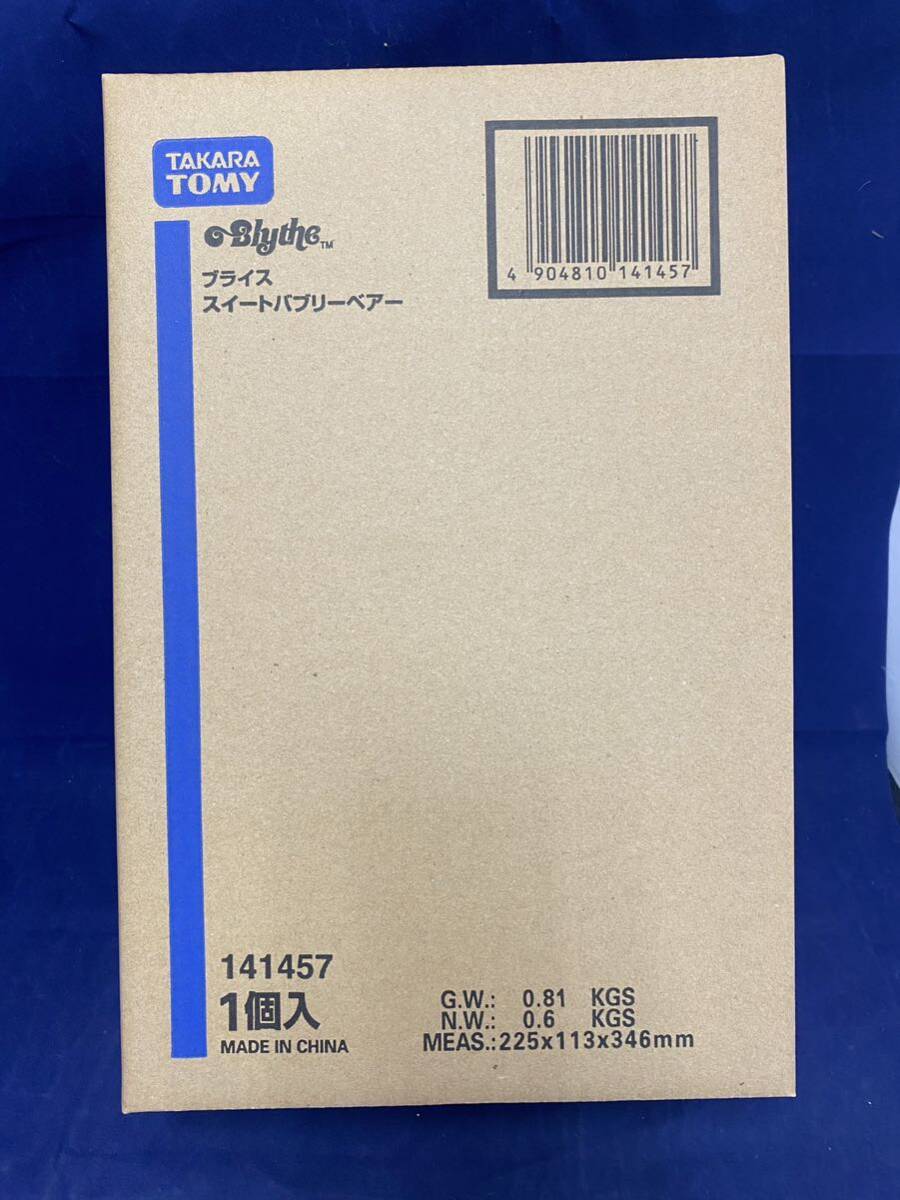 TAKARA
TOMY
Blythe™
ブライス
スイートバブリーベアー
4 904810 141457
141457
1個入
MADE IN CHINA
G.W.: 0.81 KGS
N.W.: 0.6 KGS
MEAS.:225x113x346mm